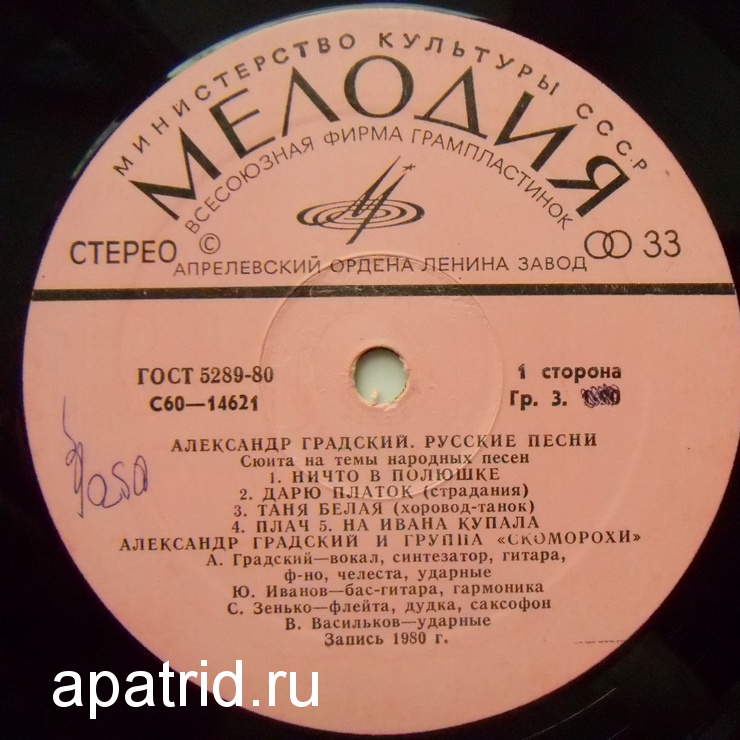 МИНИСТЕРСТВО КУЛЬТУРЫ СССР
МЕЛОДИЯ
ВСЕСОЮЗНАЯ ФИРМА ГРАМПЛАСТИНОК
СТЕРЕО © 33
АПРЕЛЕВСКИЙ ОРДЕНА ЛЕНИНА ЗАВОД
ГОСТ 5289-80 1 сторона
С60—14621 Гр. 3.
АЛЕКСАНДР ГРАДСКИЙ. РУССКИЕ ПЕСНИ
Сюита на темы народных песен
1. НИЧТО В ПОЛЮШКЕ
2. ДАРЮ ПЛАТОК (страдания)
3. ТАНЯ БЕЛАЯ (хоровод-танок)
4. ПЛАЧ 5. НА ИВАНА КУПАЛА
АЛЕКСАНДР ГРАДСКИЙ И ГРУППА «СКОМОРОХИ»
А. Градский—вокал, синтезатор, гитара,
ф-но, челеста, ударные
Ю. Иванов—бас-гитара, гармоника
С. Зенько—флейта, дудка, саксофон
В. Васильков—ударные
Запись 1980 г.
apatrid.ru